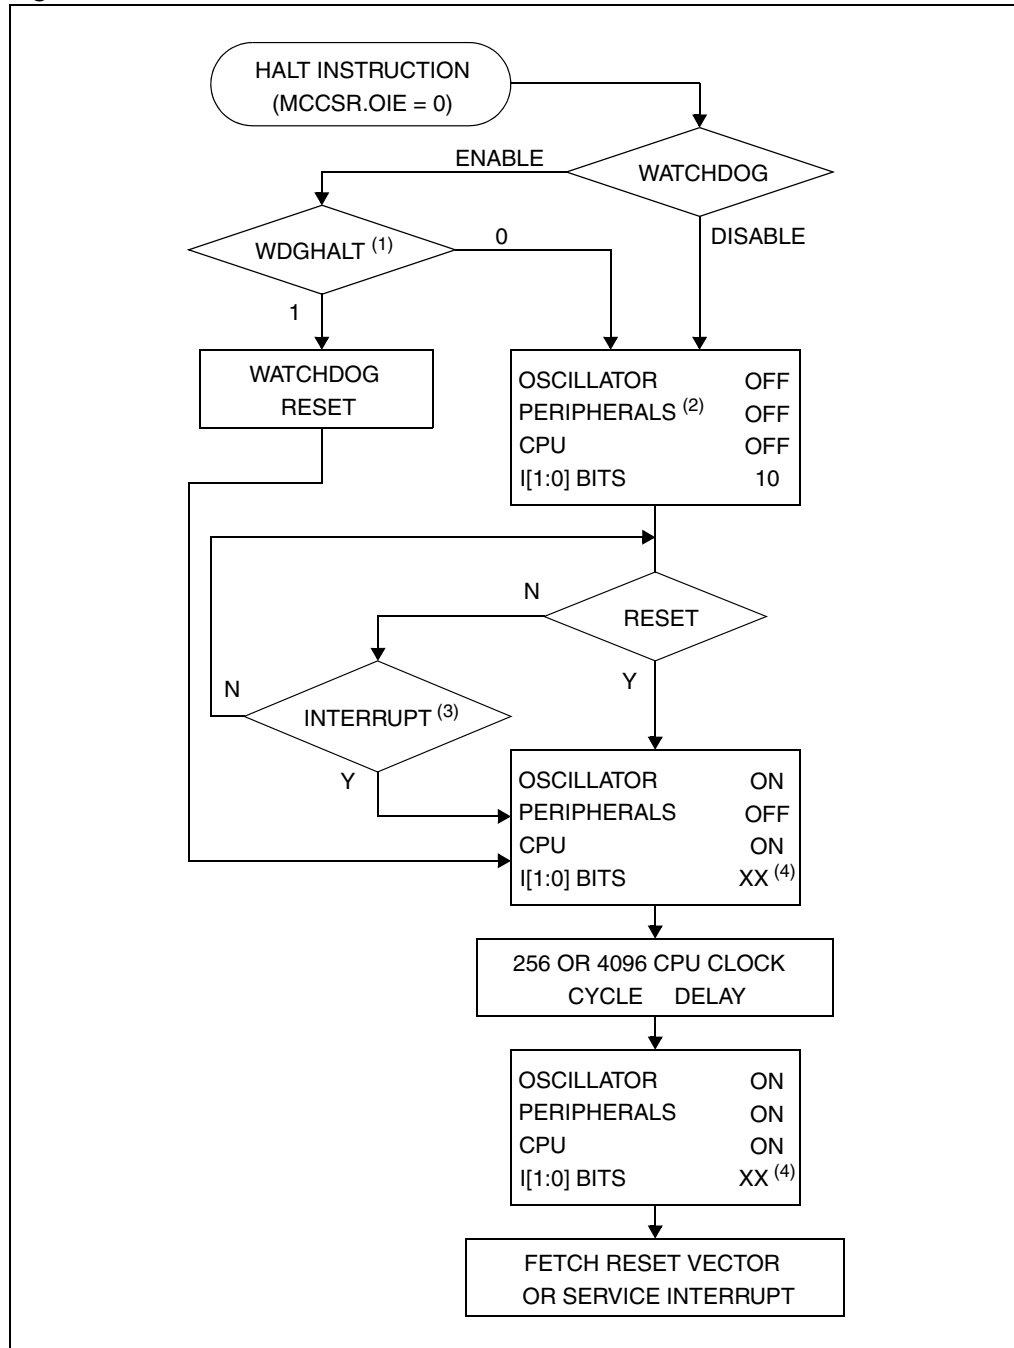 HALT INSTRUCTION
(MCCSR.OIE = 0)
ENABLE
WATCHDOG
WDGHALT (1)
0
DISABLE
1
WATCHDOG
RESET
OSCILLATOR OFF
PERIPHERALS (2) OFF
CPU OFF
I[1:0] BITS 10
N
RESET
Y
N
INTERRUPT (3)
Y
OSCILLATOR ON
PERIPHERALS OFF
CPU ON
I[1:0] BITS XX (4)
256 OR 4096 CPU CLOCK
CYCLE DELAY
OSCILLATOR ON
PERIPHERALS ON
CPU ON
I[1:0] BITS XX (4)
FETCH RESET VECTOR
OR SERVICE INTERRUPT